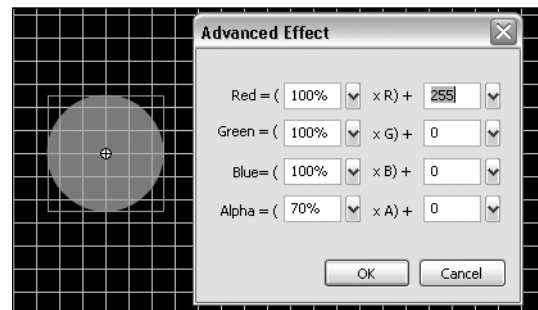 Advanced Effect
Red = ( 100% x R) + 255
Green = ( 100% x G) + 0
Blue= ( 100% x B) + 0
Alpha = ( 70% x A) + 0
OK Cancel